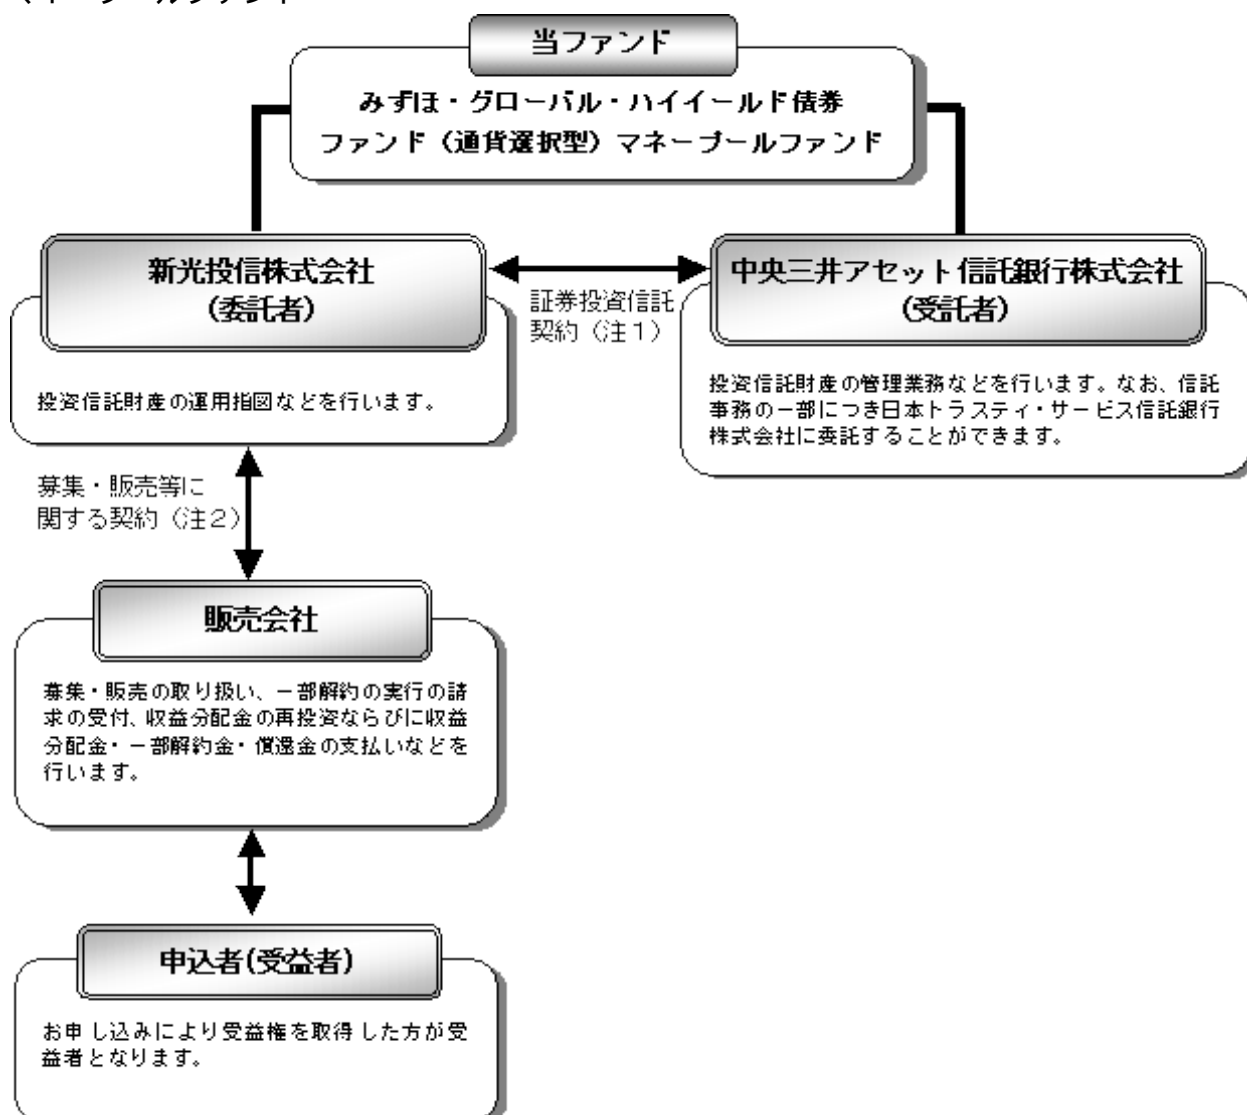 当ファンド
みずほ・グローバル・ハイイールド債券
ファンド（通貨選択型）マネープールファンド
新光投信株式会社
(委託者)
投資信託財産の運用指図などを行います。
証券投資信託
契約（注１）
中央三井アセット信託銀行株式会社
(受託者)
投資信託財産の管理業務などを行います。なお、信託
事務の一部につき日本トラスティ・サービス信託銀行
株式会社に委託することができます。
募集・販売等に
関する契約（注２）
販売会社
募集・販売の取り扱い、一部解約の実行の請
求の受付、収益分配金の再投資ならびに収益
分配金・一部解約金・償還金の支払いなどを
行います。
申込者(受益者)
お申し込みにより受益権を取得した方が受
益者となります。